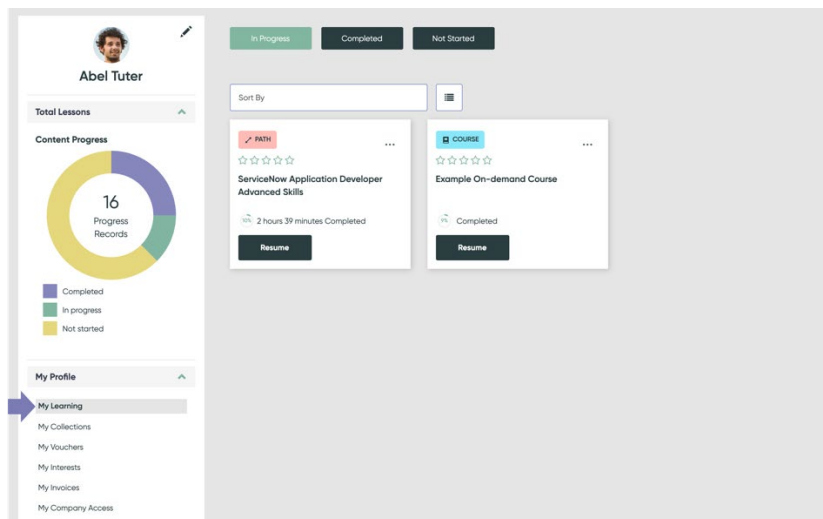 Abel Tuter
Total Lessons
Content Progress
16
Progress
Records
Completed
In progress
Not started
My Profile
My Learning
My Collections
My Vouchers
My Interests
My Invoices
My Company Access
In Progress
Completed
Not Started
Sort By
PATH
ServiceNow Application Developer
Advanced Skills
10% 2 hours 39 minutes Completed
Resume
COURSE
Example On-demand Course
Completed
Resume